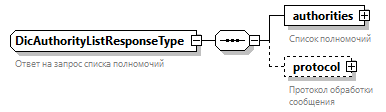 authorities
Список полномочий
DicAuthorityListResponseType
Ответ на запрос списка полномочий
protocol
Протокол обработки
сообщения